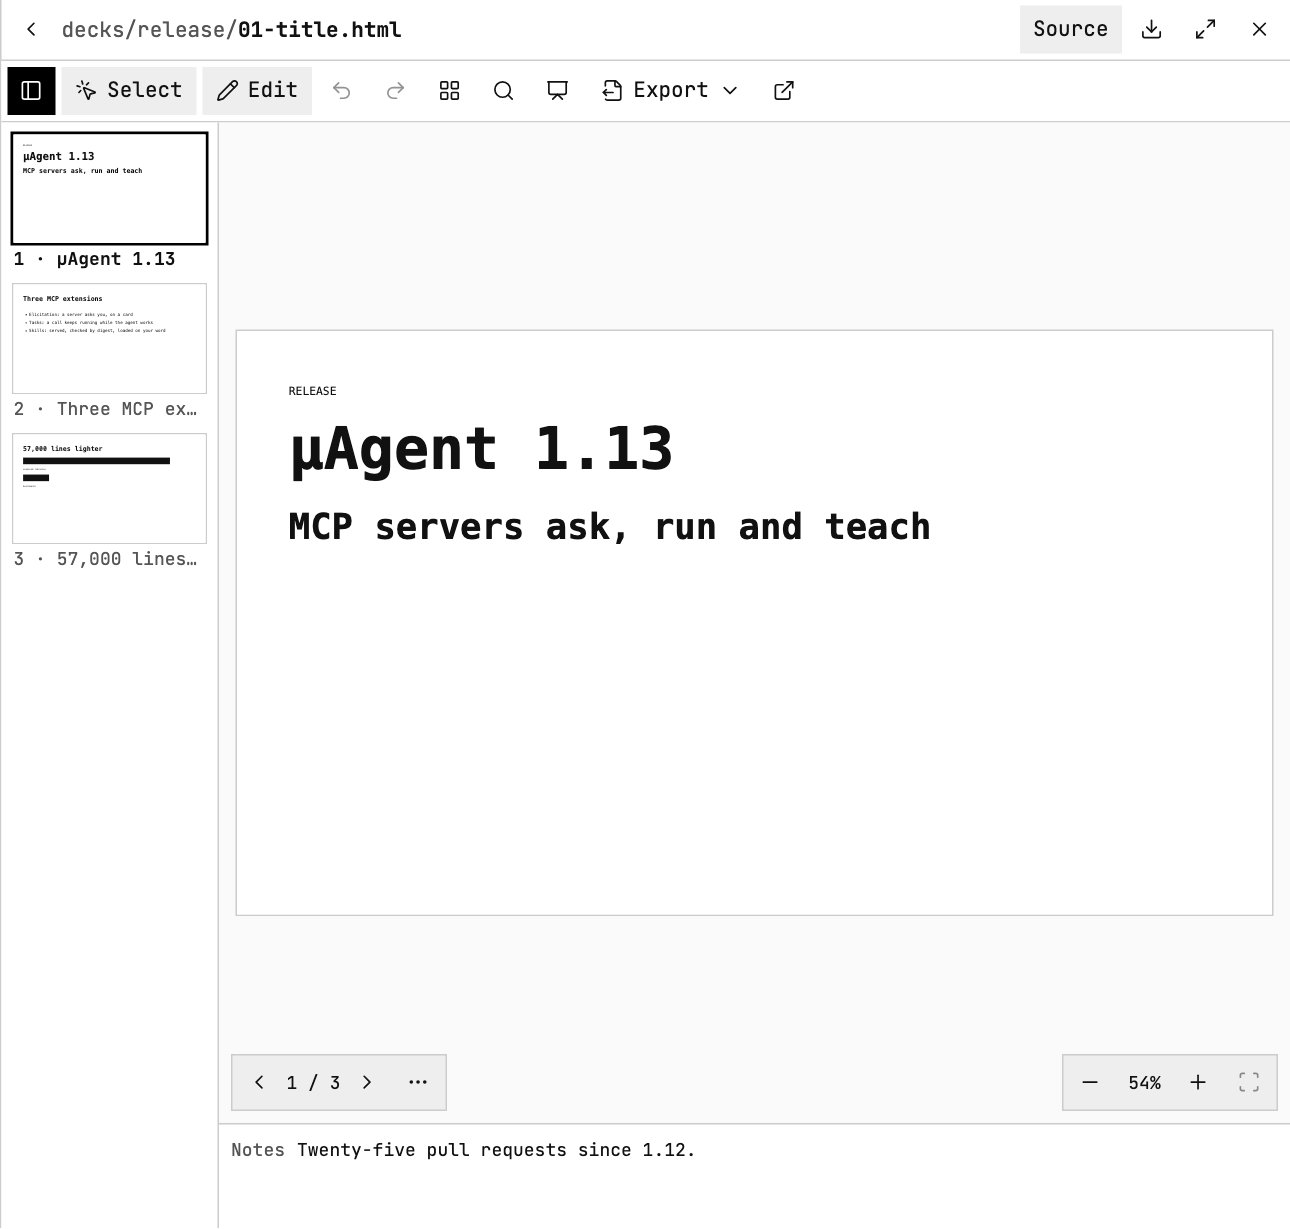 decks/release/01-title.html
Source
Select
Edit
Export
RELEASE
µAgent 1.13
MCP servers ask, run and teach
1 · µAgent 1.13
Three MCP extensions
• Elicitation: a server asks you, on a card
• Tasks: a call keeps running while the agent works
• Skills: served, checked by digest, loaded on your word
2 · Three MCP ex…
57,000 lines lighter
3 · 57,000 lines…
RELEASE
µAgent 1.13
MCP servers ask, run and teach
1 / 3
54%
Notes Twenty-five pull requests since 1.12.